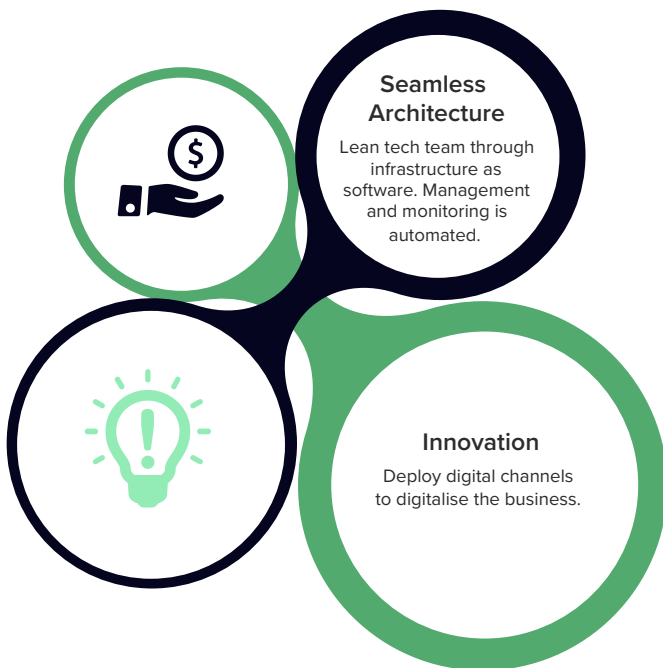 $
Seamless
Architecture
Lean tech team through
infrastructure as
software. Management
and monitoring is
automated.
!
Innovation
Deploy digital channels
to digitalise the business.